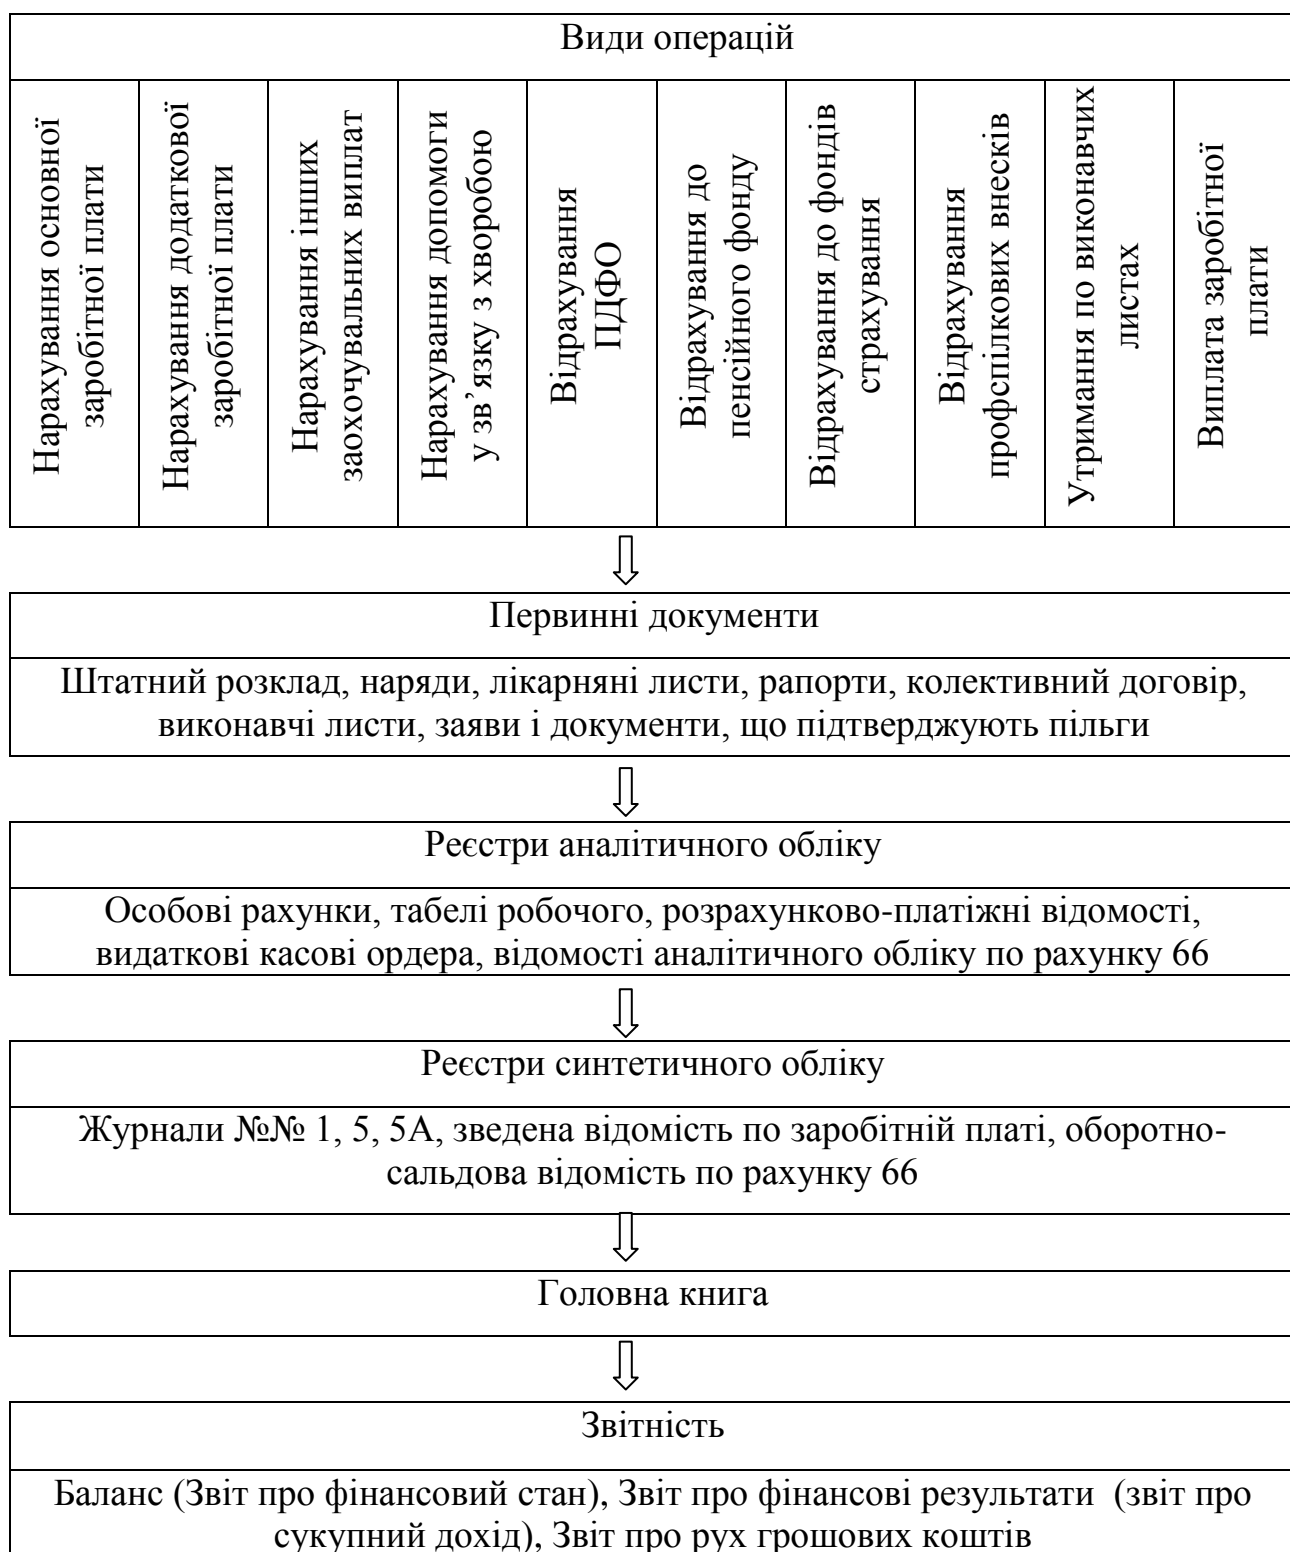 Види операцій
Нарахування основної
заробітної плати
Нарахування додаткової
заробітної плати
Нарахування інших
заохочувальних виплат
Нарахування допомоги
у зв’язку з хворобою
Відрахування
ПДФО
Відрахування до
пенсійного фонду
Відрахування до фондів
страхування
Відрахування
профспілкових внесків
Утримання по виконавчих
листах
Виплата заробітної
плати
Первинні документи
Штатний розклад, наряди, лікарняні листи, рапорти, колективний договір,
виконавчі листи, заяви і документи, що підтверджують пільги
Реєстри аналітичного обліку
Особові рахунки, табелі робочого, розрахунково-платіжні відомості,
видаткові касові ордера, відомості аналітичного обліку по рахунку 66
Реєстри синтетичного обліку
Журнали №№ 1, 5, 5А, зведена відомість по заробітній платі, оборотно-
сальдова відомість по рахунку 66
Головна книга
Звітність
Баланс (Звіт про фінансовий стан), Звіт про фінансові результати (звіт про
сукупний дохід), Звіт про рух грошових коштів